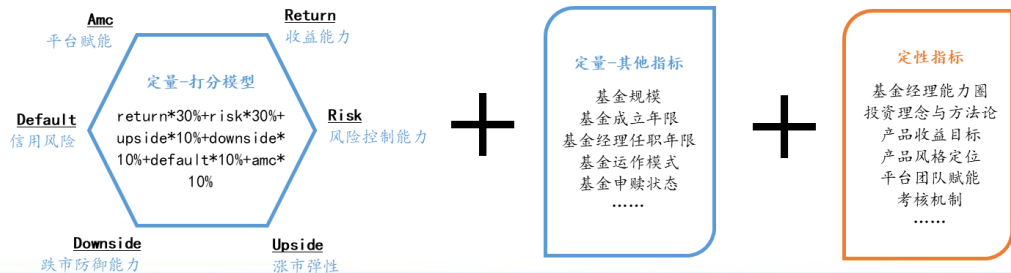 Amc
平台赋能
Return
收益能力
定量-打分模型
return*30%+risk*30%+
upside*10%+downside*
10%+default*10%+amc*
10%
Default
信用风险
Risk
风险控制能力
Downside
跌市防御能力
Upside
涨市弹性
+
定量-其他指标
基金规模
基金成立年限
基金经理任职年限
基金运作模式
基金申赎状态
……
+
定性指标
基金经理能力圈
投资理念与方法论
产品收益目标
产品风格定位
平台团队赋能
考核机制
……